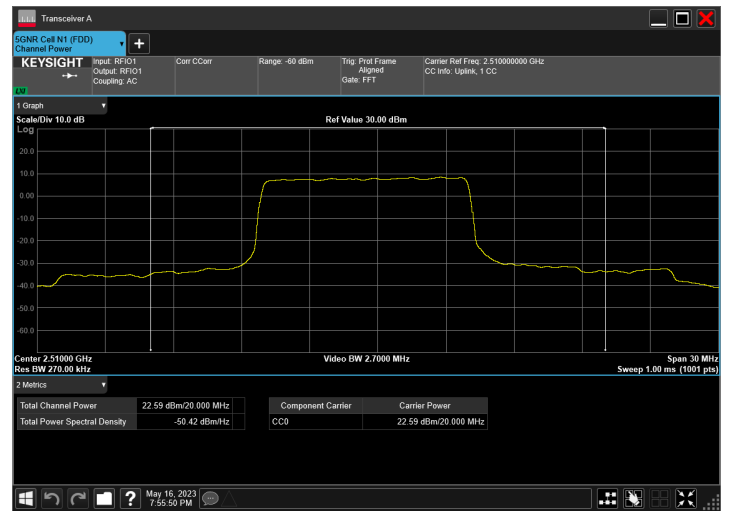 Transceiver A
5GNR Cell N1 (FDD)
Channel Power
KEYSIGHT
LXI
Input: RFIO1
Output: RFIO1
Coupling: AC
Corr CCorr
Range: -60 dBm
Trig: Prot Frame
Aligned
Gate: FFT
Carrier Ref Freq: 2.510000000 GHz
CC Info: Uplink, 1 CC
1 Graph
Scale/Div 10.0 dB
Ref Value 30.00 dBm
Log
20.0
10.0
0.00
-10.0
-20.0
-30.0
-40.0
-50.0
-60.0
Center 2.51000 GHz
Video BW 2.7000 MHz
Span 30 MHz
Res BW 270.00 kHz
Sweep 1.00 ms (1001 pts)
2 Metrics
Total Channel Power 22.59 dBm/20.000 MHz
Total Power Spectral Density -50.42 dBm/Hz
Component Carrier Carrier Power
CC0 22.59 dBm/20.000 MHz
?
May 16, 2023
7:55:50 PM